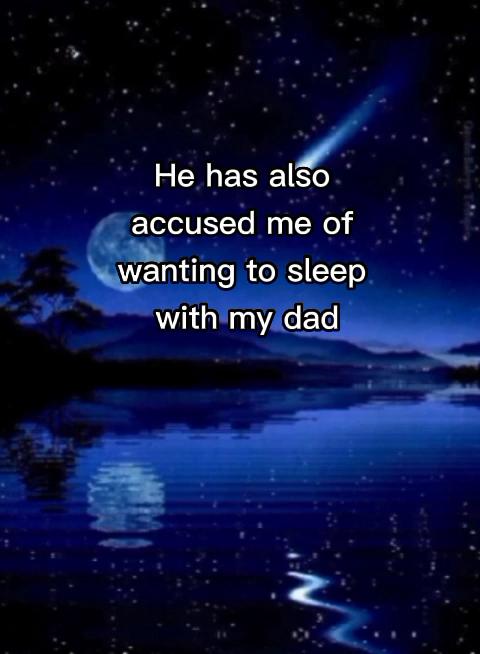 He has also
accused me of
wanting to sleep
with my dad